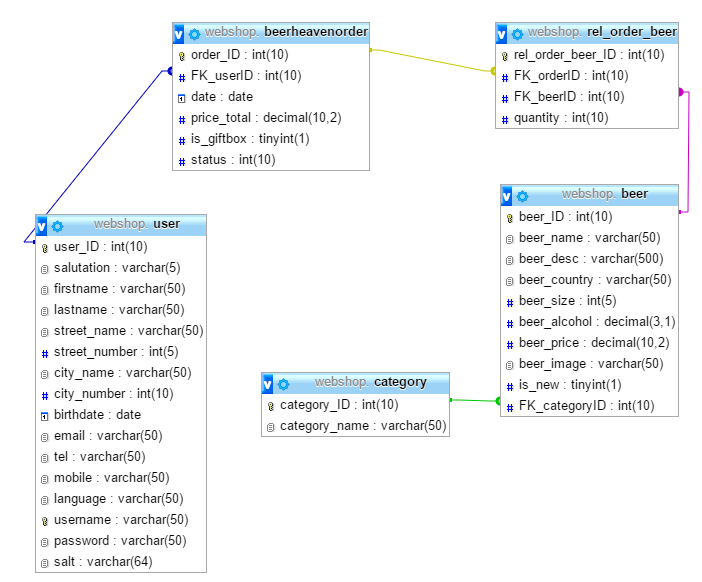 webshop. beerheavenorder
order_ID : int(10)
FK_userID : int(10)
date : date
price_total : decimal(10,2)
is_giftbox : tinyint(1)
status : int(10)
webshop. rel_order_beer
rel_order_beer_ID : int(10)
FK_orderID : int(10)
FK_beerID : int(10)
quantity : int(10)
webshop. user
user_ID : int(10)
salutation : varchar(5)
firstname : varchar(50)
lastname : varchar(50)
street_name : varchar(50)
street_number : int(5)
city_name : varchar(50)
city_number : int(10)
birthdate : date
email : varchar(50)
tel : varchar(50)
mobile : varchar(50)
language : varchar(50)
username : varchar(50)
password : varchar(50)
salt : varchar(64)
webshop. beer
beer_ID : int(10)
beer_name : varchar(50)
beer_desc : varchar(500)
beer_country : varchar(50)
beer_size : int(5)
beer_alcohol : decimal(3,1)
beer_price : decimal(10,2)
beer_image : varchar(50)
is_new : tinyint(1)
FK_categoryID : int(10)
webshop. category
category_ID : int(10)
category_name : varchar(50)